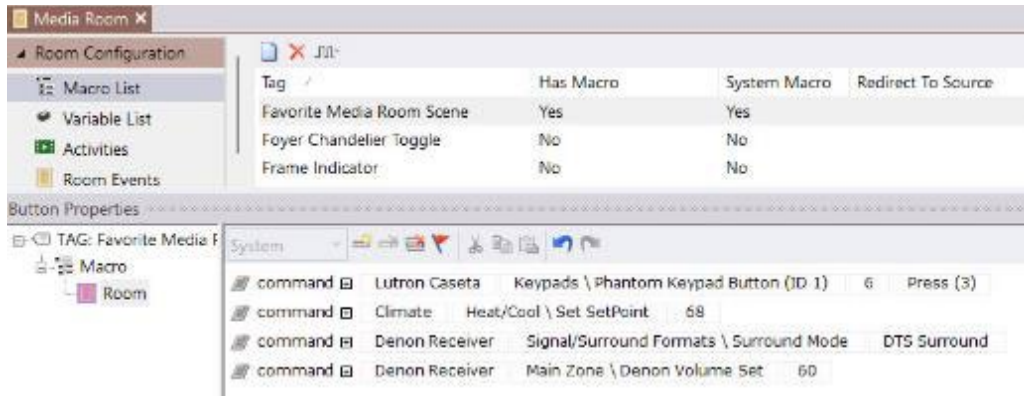 Media Room
Room Configuration
Macro List
Variable List
Activities
Room Events
Tag Has Macro System Macro Redirect To Source
Favorite Media Room Scene Yes Yes
Foyer Chandelier Toggle No No
Frame Indicator No No
Button Properties
TAG: Favorite Media F
Macro
Room
System
command Lutron Caseta Keypads \ Phantom Keypad Button (ID 1) 6 Press (3)
command Climate Heat/Cool \ Set SetPoint 68
command Denon Receiver Signal/Surround Formats \ Surround Mode DTS Surround
command Denon Receiver Main Zone \ Denon Volume Set 60